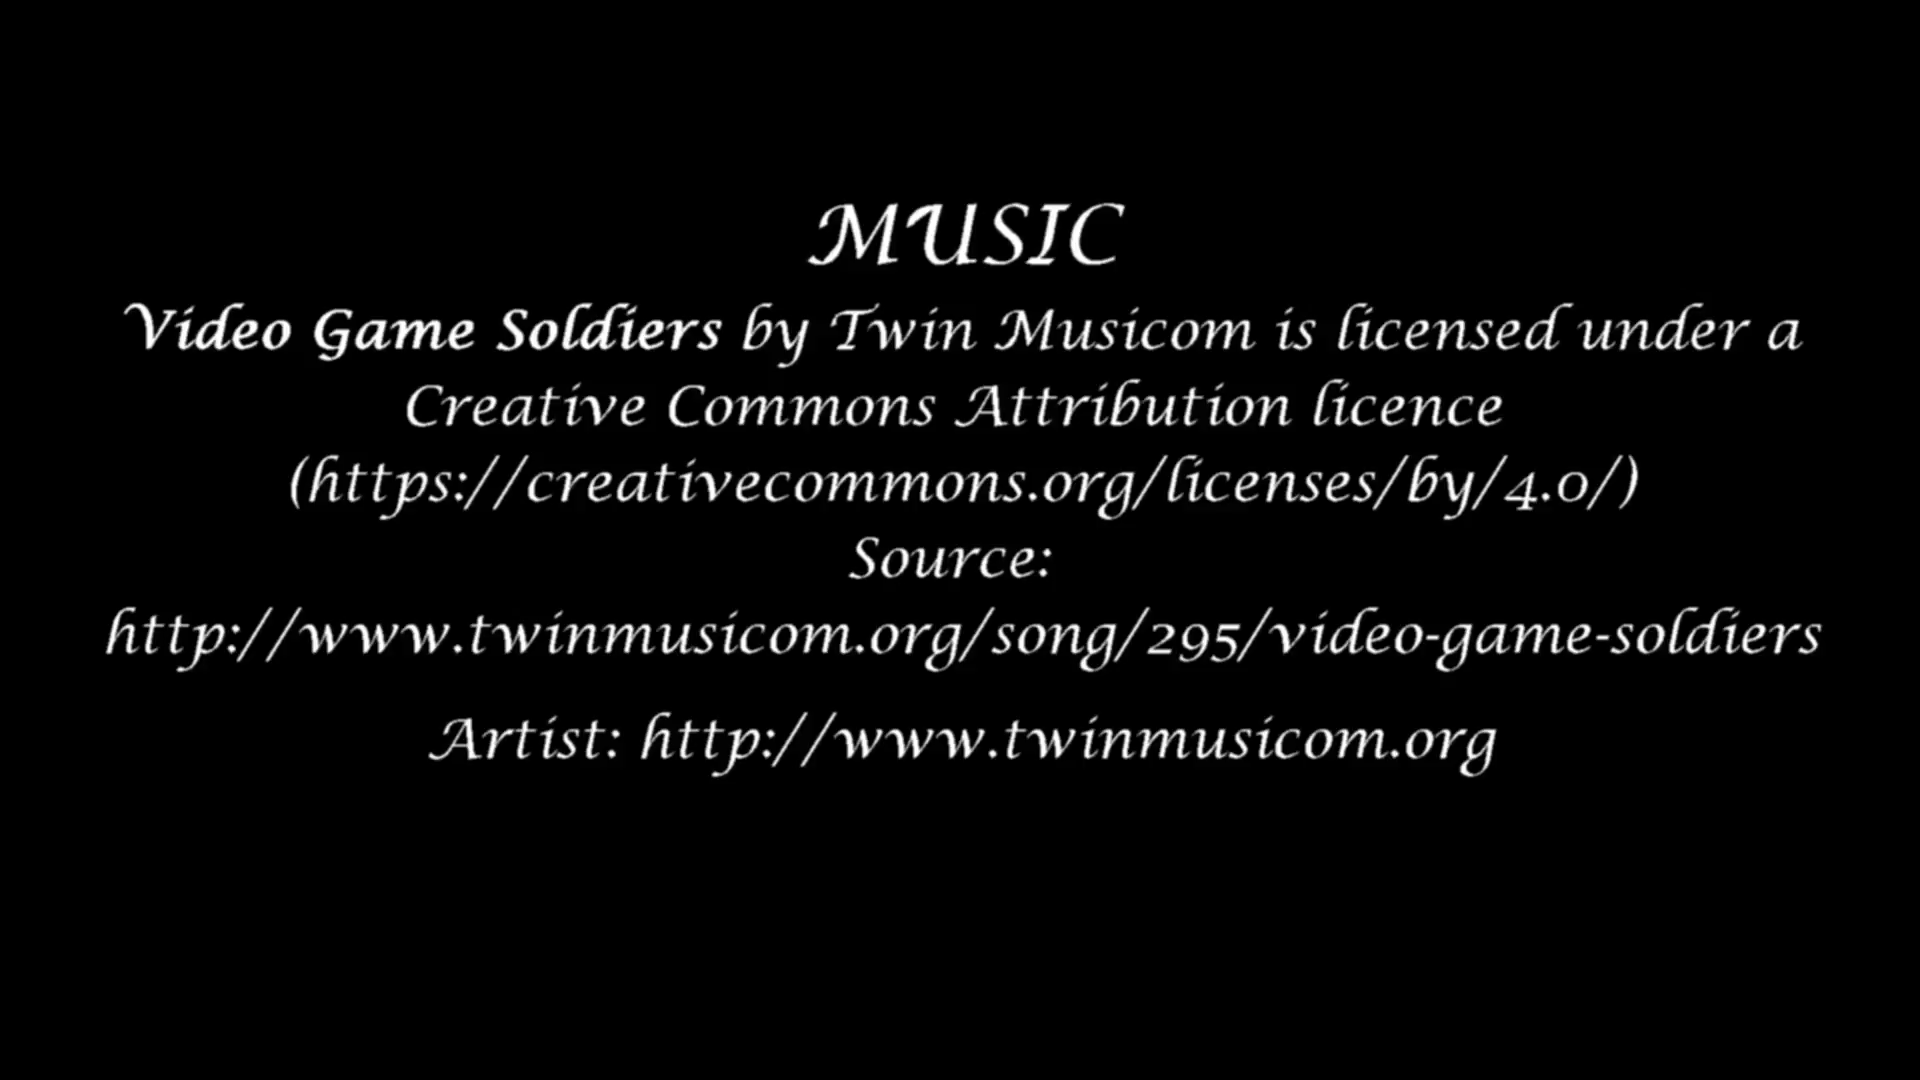 MUSIC
Video Game Soldiers by Twin Musicom is licensed under a
Creative Commons Attribution licence
(https://creativecommons.org/licenses/by/4.0/)
Source:
http://www.twinmusicom.org/song/295/video-game-soldiers
Artist: http://www.twinmusicom.org